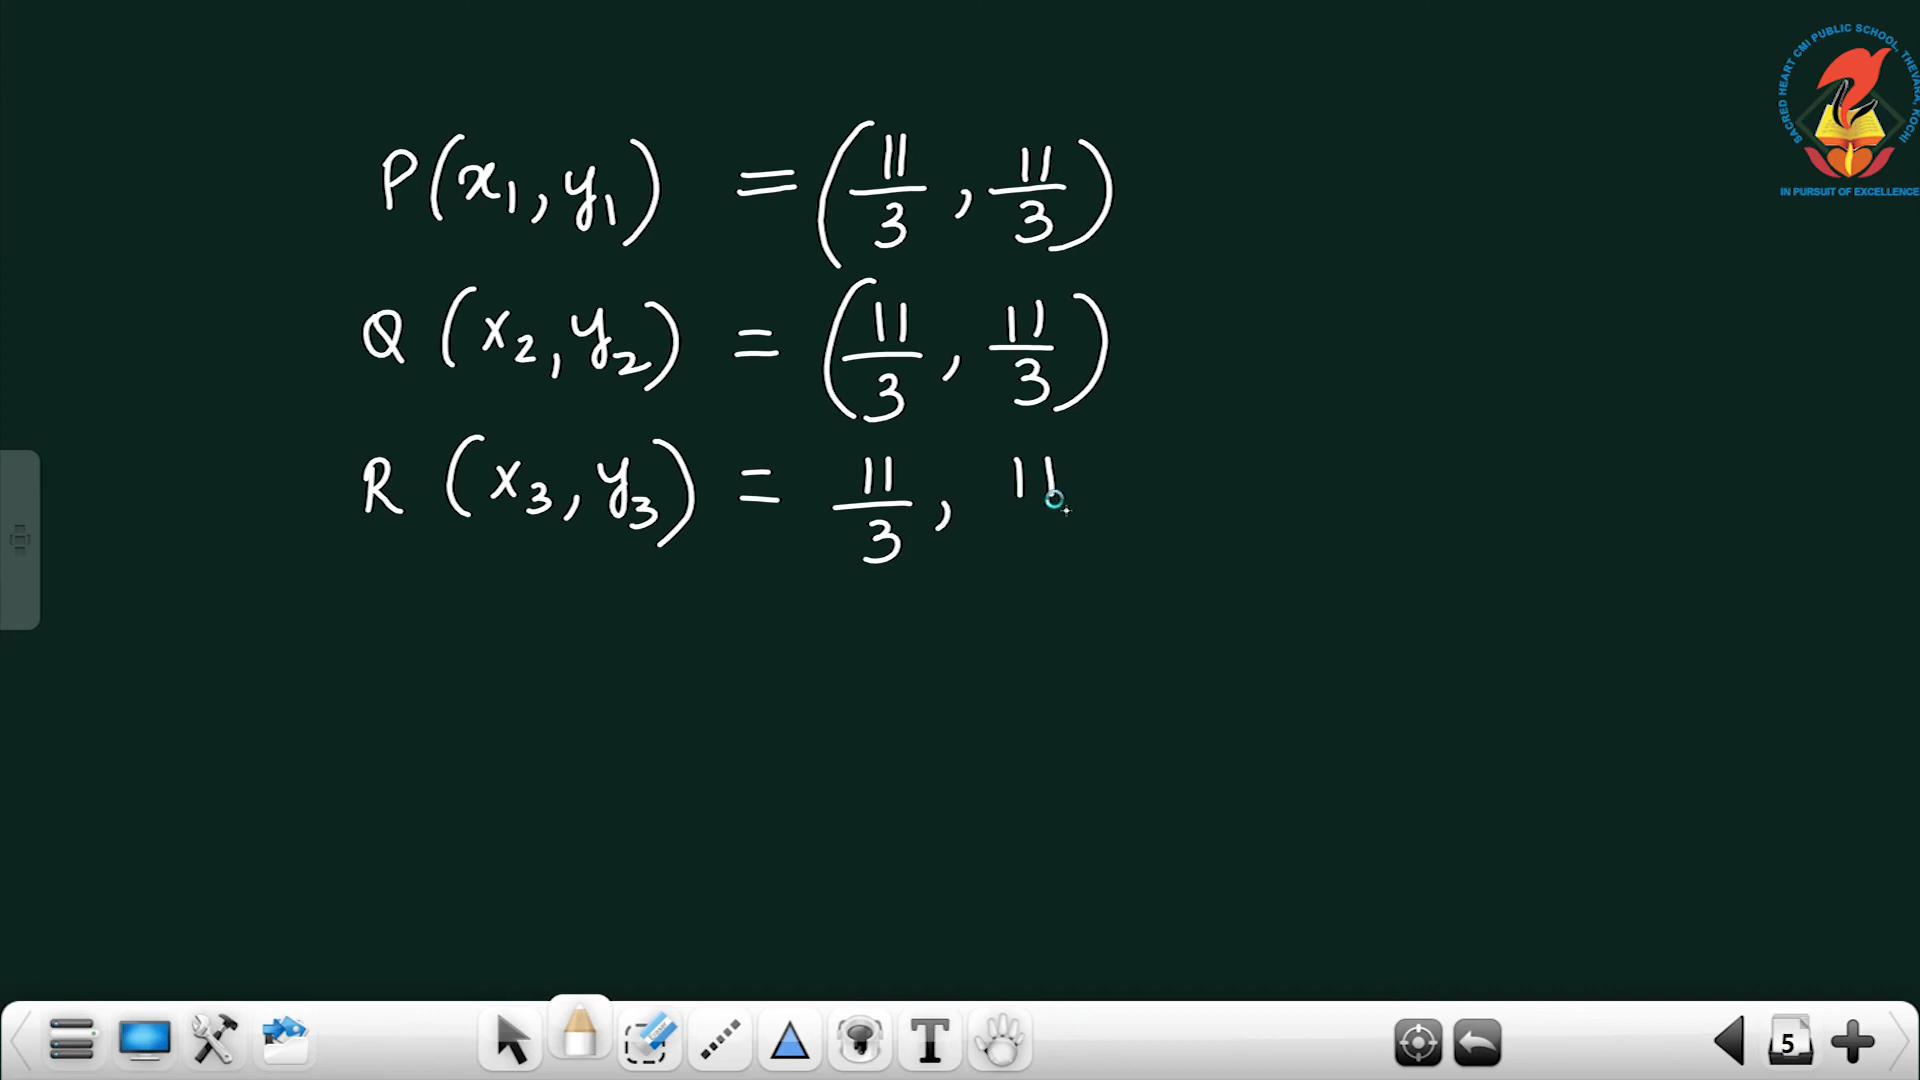 P(x₁, y₁) = (11/3, 11/3)
Q (x₂, y₂) = (11/3, 11/3)
R (x₃, y₃) = 11/3, 11
SACRED HEART CMI PUBLIC SCHOOL, THEVARA, KOCHI
IN PURSUIT OF EXCELLENCE
T
5